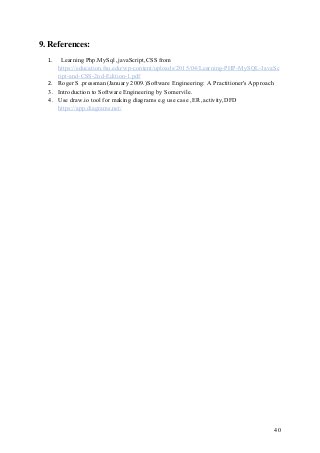 9. References:
1. Learning Php,MySql ,javaScript,CSS from
https://education.fsu.edu/wp-content/uploads/2015/04/Learning-PHP-MySQL-JavaSc
ript-and-CSS-2nd-Edition-1.pdf
2. Roger S. pressman(January 2009.)Software Engineering: A Practitioner's Approach
3. Introduction to Software Engineering by Somervile.
4. Use draw.io tool for making diagrams e.g use case ,ER ,activity,DFD
https://app.diagrams.net/
40